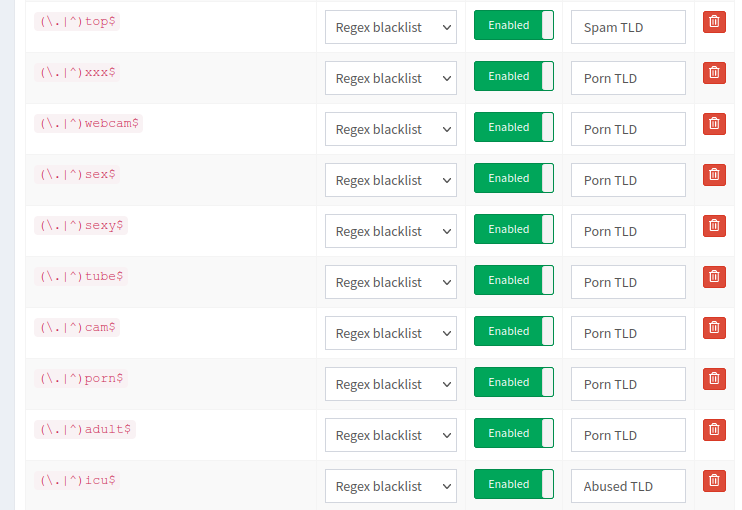 (\.|^)top$ Regex blacklist Enabled Spam TLD
(\.|^)xxx$ Regex blacklist Enabled Porn TLD
(\.|^)webcam$ Regex blacklist Enabled Porn TLD
(\.|^)sex$ Regex blacklist Enabled Porn TLD
(\.|^)sexy$ Regex blacklist Enabled Porn TLD
(\.|^)tube$ Regex blacklist Enabled Porn TLD
(\.|^)cam$ Regex blacklist Enabled Porn TLD
(\.|^)porn$ Regex blacklist Enabled Porn TLD
(\.|^)adult$ Regex blacklist Enabled Porn TLD
(\.|^)icu$ Regex blacklist Enabled Abused TLD